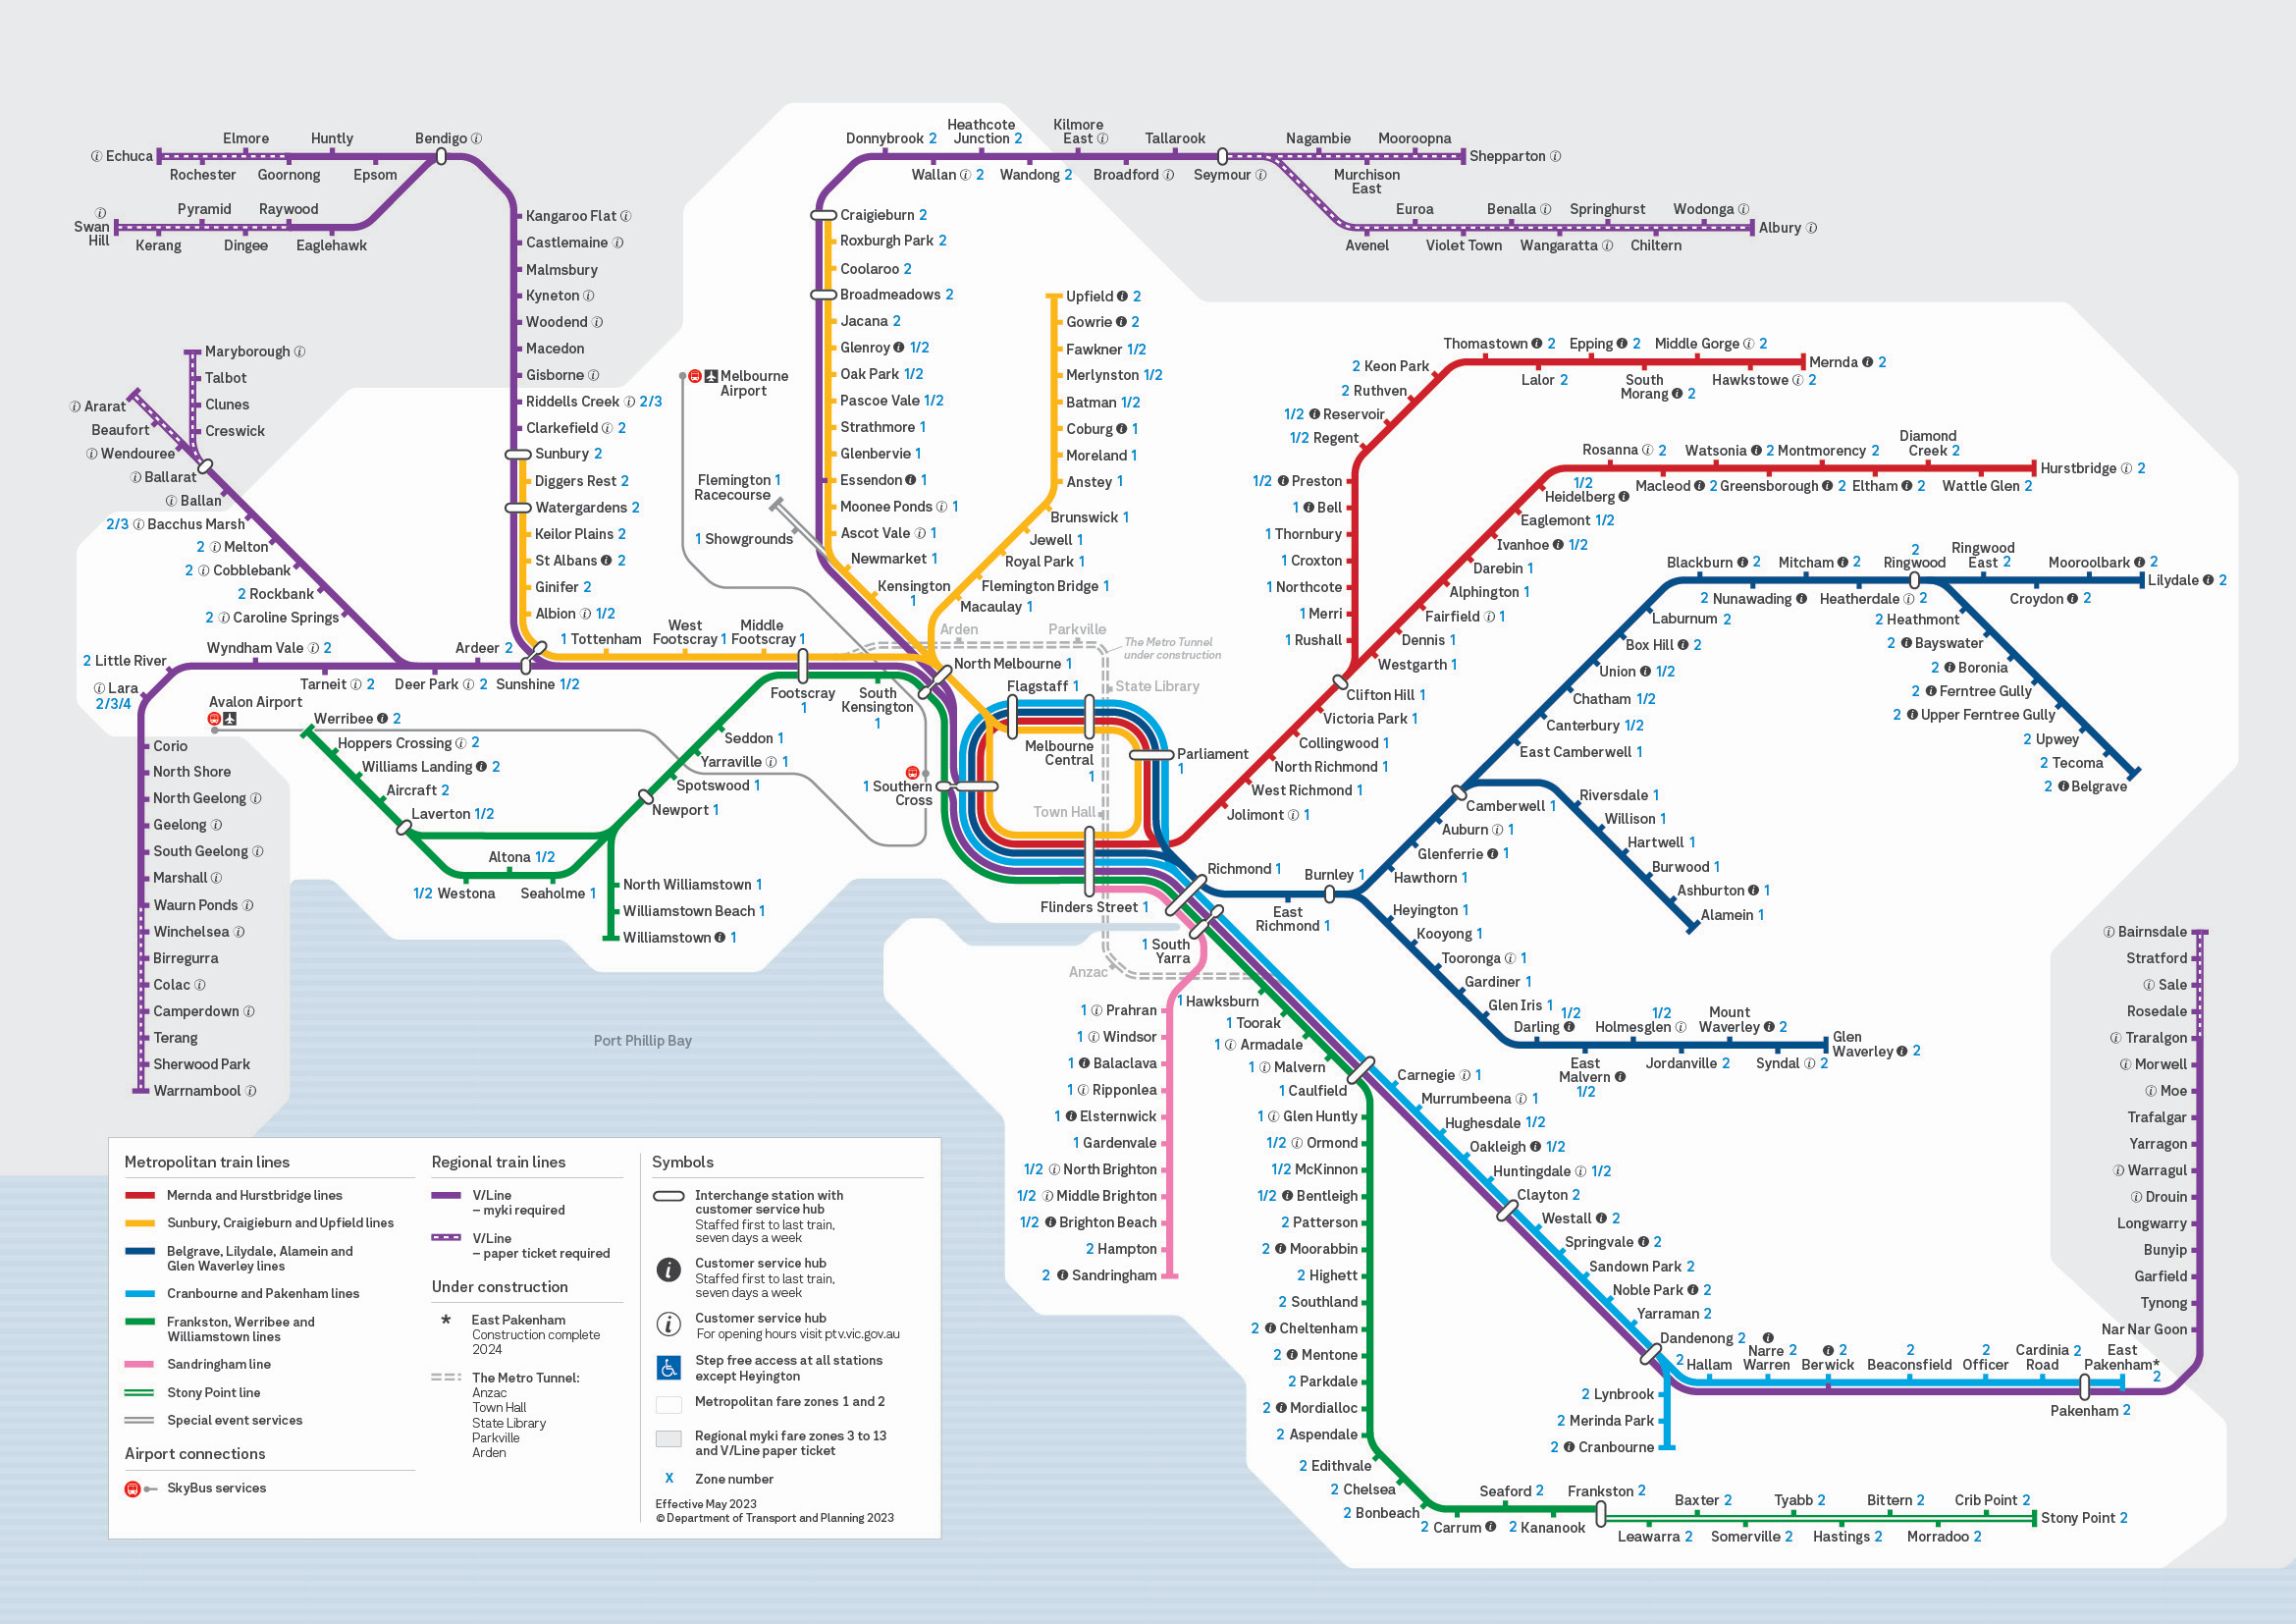 Echuca
Elmore
Huntly
Bendigo
Rochester
Goornong
Epsom
Swan
Hill
Pyramid
Raywood
Kerang
Dingee
Eaglehawk
Kangaroo Flat
Castlemaine
Malmsbury
Kyneton
Woodend
Macedon
Gisborne
Riddells Creek 2/3
Clarkefield 2
Sunbury 2
Diggers Rest 2
Watergardens 2
Keilor Plains 2
St Albans 2
Ginifer 2
Albion 1/2
Maryborough
Talbot
Clunes
Creswick
Ararat
Beaufort
Wendouree
Ballarat
Ballan
2/3 Bacchus Marsh
2 Melton
2 Cobblebank
2 Rockbank
2 Caroline Springs
Wyndham Vale 2
Ardeer 2
2 Little River
Tarneit 2
Deer Park 2
Sunshine 1/2
Lara
2/3/4
Corio
North Shore
North Geelong
Geelong
South Geelong
Marshall
Waurn Ponds
Winchelsea
Birregurra
Colac
Camperdown
Terang
Sherwood Park
Warrnambool
Avalon Airport
Werribee 2
Hoppers Crossing 2
Williams Landing 2
Aircraft 2
Laverton 1/2
1/2 Westona
Altona 1/2
Seaholme 1
North Williamstown 1
Williamstown Beach 1
Williamstown 1
Newport 1
Spotswood 1
Yarraville 1
Seddon 1
1 Tottenham
West
Footscray 1
Middle
Footscray 1
Footscray
1
South
Kensington
1
Donnybrook 2
Heathcote
Junction 2
Kilmore
East
Tallarook
Nagambie
Mooroopna
Wallan 2
Wandong 2
Broadford
Seymour
Murchison
East
Shepparton
Euroa
Benalla
Springhurst
Wodonga
Avenel
Violet Town
Wangaratta
Chiltern
Albury
Craigieburn 2
Roxburgh Park 2
Coolaroo 2
Broadmeadows 2
Jacana 2
Glenroy 1/2
Oak Park 1/2
Pascoe Vale 1/2
Strathmore 1
Glenbervie 1
Essendon 1
Moonee Ponds 1
Ascot Vale 1
Newmarket 1
Kensington
1
Melbourne
Airport
Flemington 1
Racecourse
1 Showgrounds
Upfield 2
Gowrie 2
Fawkner 1/2
Merlynston 1/2
Batman 1/2
Coburg 1
Moreland 1
Anstey 1
Brunswick 1
Jewell 1
Royal Park 1
Flemington Bridge 1
Macaulay 1
Arden
Parkville
The Metro Tunnel
under construction
State Library
Town Hall
Anzac
North Melbourne 1
Flagstaff 1
Melbourne
Central
1
Parliament
1
1 Southern
Cross
Flinders Street 1
Richmond 1
1 South
Yarra
2 Keon Park
2 Ruthven
1/2 Reservoir
1/2 Regent
1/2 Preston
1 Bell
1 Thornbury
1 Croxton
1 Northcote
1 Merri
1 Rushall
Thomastown 2
Epping 2
Middle Gorge 2
Lalor 2
South
Morang 2
Hawkstowe 2
Mernda 2
Rosanna 2
Watsonia 2
Montmorency 2
Diamond
Creek 2
Macleod 2
Greensborough 2
Eltham 2
Wattle Glen 2
Hurstbridge 2
1/2
Heidelberg
Eaglemont 1/2
Ivanhoe 1/2
Darebin 1
Alphington 1
Fairfield 1
Dennis 1
Westgarth 1
Clifton Hill 1
Victoria Park 1
Collingwood 1
North Richmond 1
West Richmond 1
Jolimont 1
Blackburn 2
Mitcham 2
2
Ringwood
Ringwood
East 2
Mooroolbark 2
Lilydale 2
2 Nunawading
Heatherdale 2
Croydon 2
Laburnum 2
Box Hill 2
Union 1/2
Chatham 1/2
Canterbury 1/2
East Camberwell 1
2 Heathmont
2 Bayswater
2 Boronia
2 Ferntree Gully
2 Upper Ferntree Gully
2 Upwey
2 Tecoma
2 Belgrave
Camberwell 1
Auburn 1
Glenferrie 1
Hawthorn 1
Burnley 1
East
Richmond 1
Riversdale 1
Willison 1
Hartwell 1
Burwood 1
Ashburton 1
Alamein 1
Heyington 1
Kooyong 1
Tooronga 1
Gardiner 1
Glen Iris 1
1/2
Darling
1/2
Holmesglen
Mount
Waverley 2
Glen
Waverley 2
East
Malvern
1/2
Jordanville 2
Syndal 2
1 Prahran
1 Windsor
1 Balaclava
1 Ripponlea
1 Elsternwick
1 Gardenvale
1/2 North Brighton
1/2 Middle Brighton
1/2 Brighton Beach
2 Hampton
2 Sandringham
1 Hawksburn
1 Toorak
1 Armadale
1 Malvern
1 Caulfield
1 Glen Huntly
1/2 Ormond
1/2 McKinnon
1/2 Bentleigh
2 Patterson
2 Moorabbin
2 Highett
2 Southland
2 Cheltenham
2 Mentone
2 Parkdale
2 Mordialloc
2 Aspendale
2 Edithvale
2 Chelsea
2 Bonbeach
2 Carrum
Seaford 2
2 Kananook
Frankston 2
Baxter 2
Tyabb 2
Bittern 2
Crib Point 2
Leawarra 2
Somerville 2
Hastings 2
Morradoo 2
Stony Point 2
Carnegie 1
Murrumbeena 1
Hughesdale 1/2
Oakleigh 1/2
Huntingdale 1/2
Clayton 2
Westall 2
Springvale 2
Sandown Park 2
Noble Park 2
Yarraman 2
Dandenong 2
2 Lynbrook
2 Merinda Park
2 Cranbourne
2
Hallam
Narre 2
Warren
2
Berwick
2
Beaconsfield
2
Officer
Cardinia 2
Road
East
Pakenham*
2
Pakenham 2
Bairnsdale
Stratford
Sale
Rosedale
Traralgon
Morwell
Moe
Trafalgar
Yarragon
Warragul
Drouin
Longwarry
Bunyip
Garfield
Tynong
Nar Nar Goon
Port Phillip Bay
Metropolitan train lines
Mernda and Hurstbridge lines
Sunbury, Craigieburn and Upfield lines
Belgrave, Lilydale, Alamein and
Glen Waverley lines
Cranbourne and Pakenham lines
Frankston, Werribee and
Williamstown lines
Sandringham line
Stony Point line
Special event services
Airport connections
SkyBus services
Regional train lines
V/Line
– myki required
V/Line
– paper ticket required
Under construction
* East Pakenham
Construction complete
2024
The Metro Tunnel:
Anzac
Town Hall
State Library
Parkville
Arden
Symbols
Interchange station with
customer service hub
Staffed first to last train,
seven days a week
Customer service hub
Staffed first to last train,
seven days a week
Customer service hub
For opening hours visit ptv.vic.gov.au
Step free access at all stations
except Heyington
Metropolitan fare zones 1 and 2
Regional myki fare zones 3 to 13
and V/Line paper ticket
X Zone number
Effective May 2023
© Department of Transport and Planning 2023